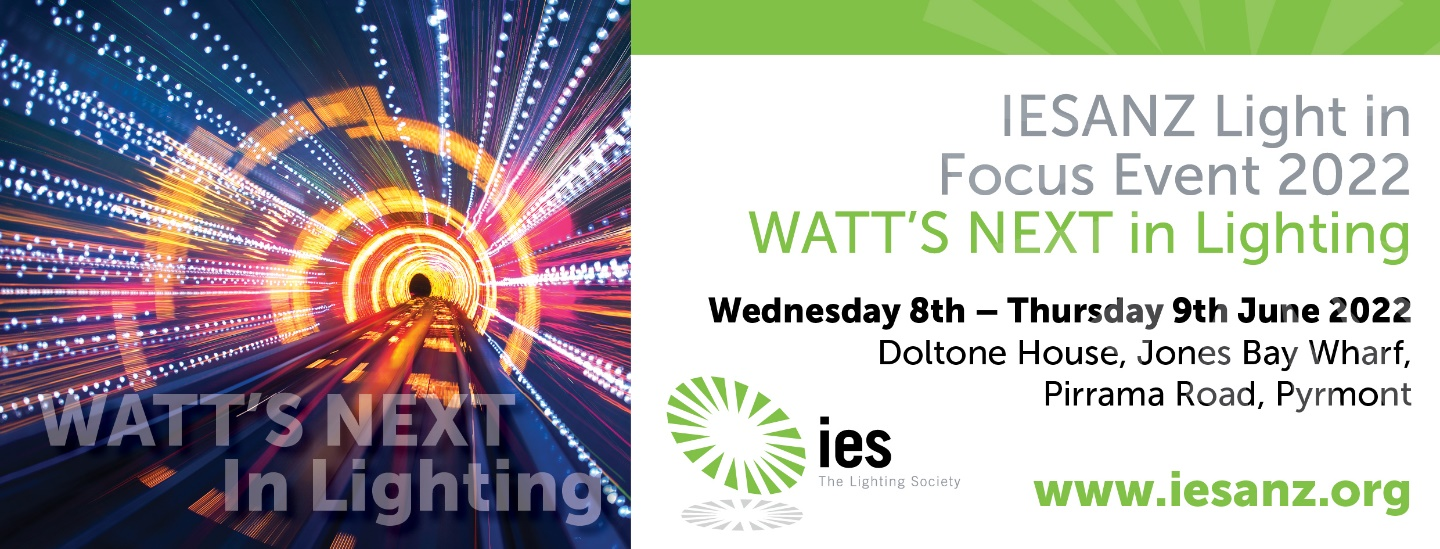 WATT'S NEXT
In Lighting
IESANZ Light in
Focus Event 2022
WATT'S NEXT in Lighting
Wednesday 8th – Thursday 9th June 2022
Doltone House, Jones Bay Wharf,
Pirrama Road, Pyrmont
ies
The Lighting Society
www.iesanz.org